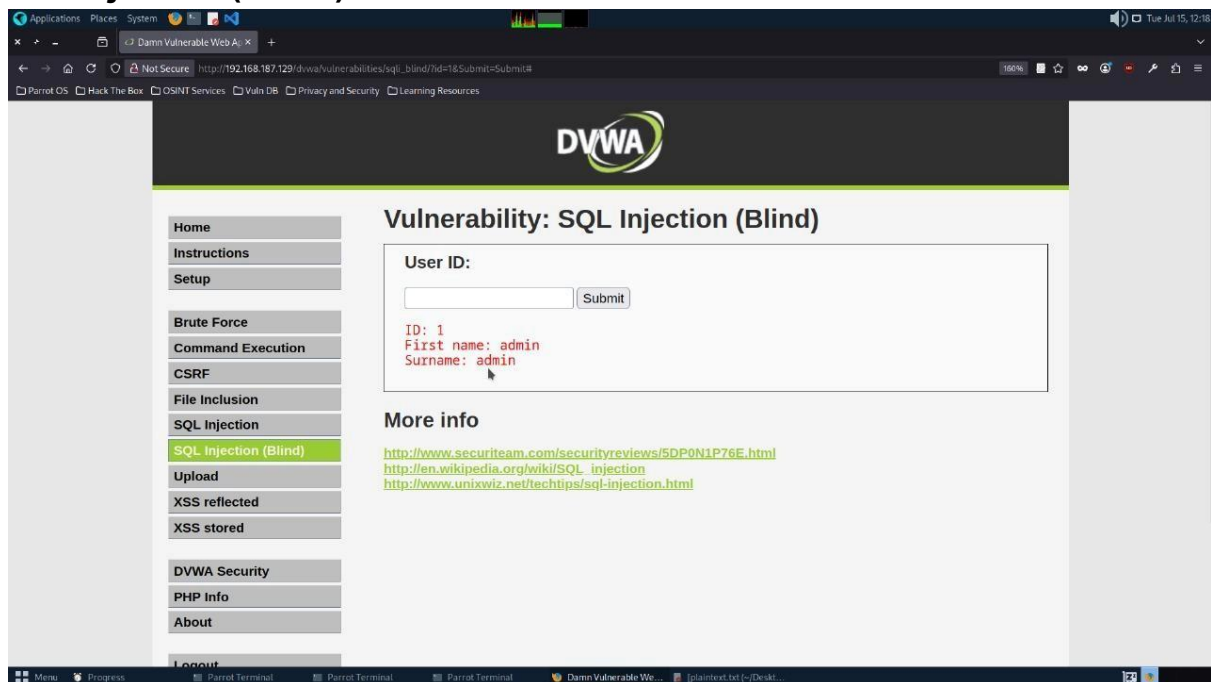 Applications Places System
Tue Jul 15, 12:18
Damn Vulnerable Web Ap
Not Secure http://192.168.187.129/dvwa/vulnerabilities/sqli_blind/?id=1&Submit=Submit#
160%
Parrot OS Hack The Box OSINT Services Vuln DB Privacy and Security Learning Resources
DVWA
Home
Instructions
Setup
Brute Force
Command Execution
CSRF
File Inclusion
SQL Injection
SQL Injection (Blind)
Upload
XSS reflected
XSS stored
DVWA Security
PHP Info
About
Logout
Vulnerability: SQL Injection (Blind)
User ID:
Submit
ID: 1
First name: admin
Surname: admin
More info
http://www.securiteam.com/securityreviews/5DP0N1P76E.html
http://en.wikipedia.org/wiki/SQL_injection
http://www.unixwiz.net/techtips/sql-injection.html
Menu Progress Parrot Terminal Parrot Terminal Parrot Terminal Damn Vulnerable We... [plaintext.txt (~/Deskt...